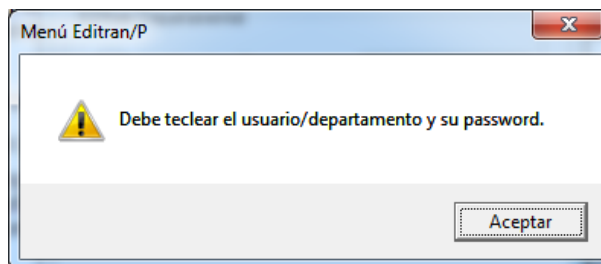 Menú Editran/P
Debe teclear el usuario/departamento y su password.
Aceptar